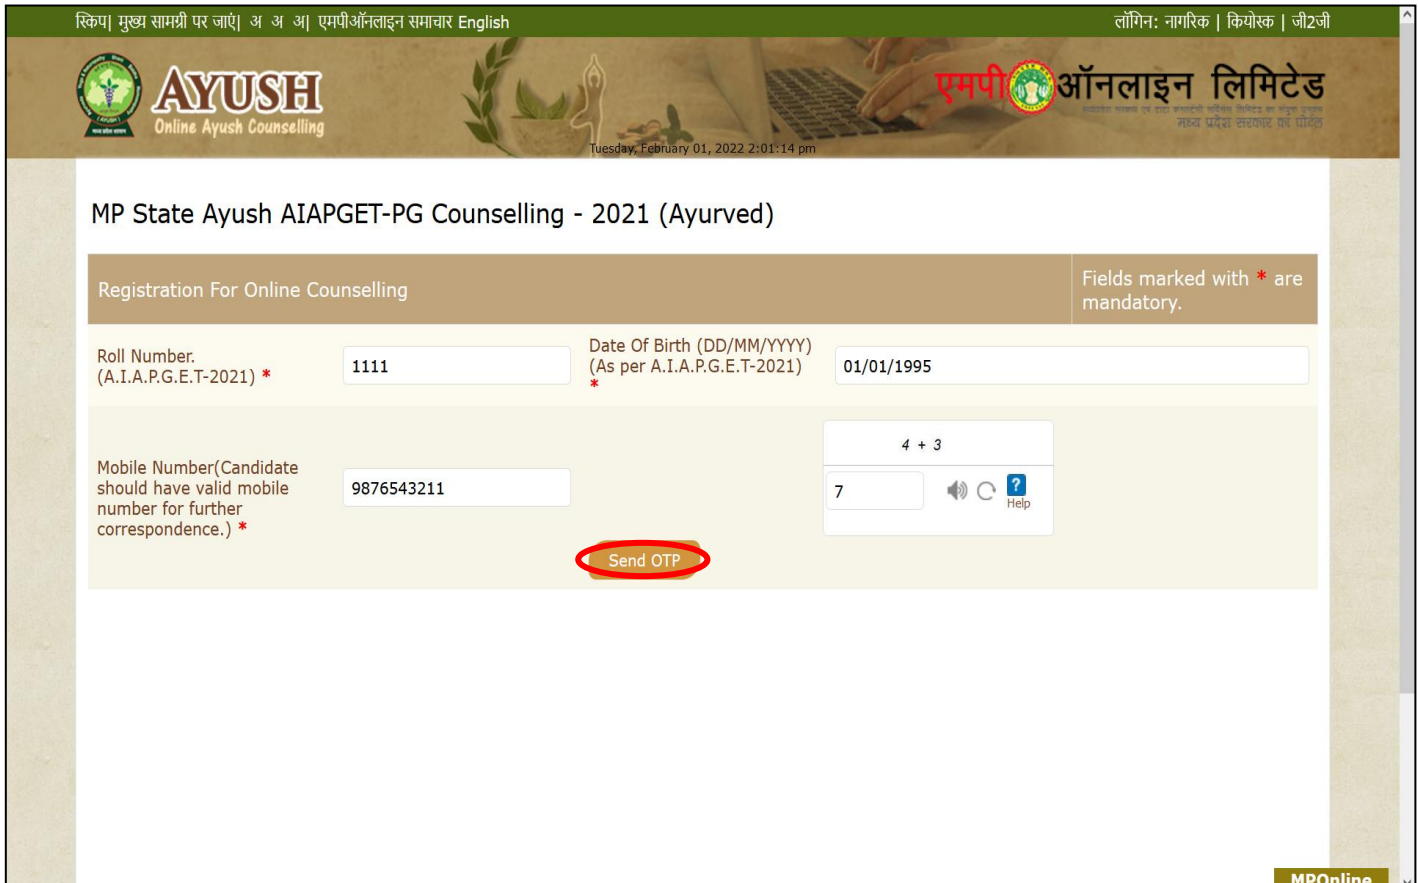 स्किप| मुख्य सामग्री पर जाएं| अ अ अ| एमपीऑनलाइन समाचार English
लॉगिन: नागरिक | कियोस्क | जी2जी
AYUSH
Online Ayush Counselling
एमपी ऑनलाइन लिमिटेड
मध्य प्रदेश सरकार का पोर्टल
Tuesday, February 01, 2022 2:01:14 pm
MP State Ayush AIAPGET-PG Counselling - 2021 (Ayurved)
Registration For Online Counselling
Fields marked with * are
mandatory.
Roll Number.
(A.I.A.P.G.E.T-2021) *
1111
Date Of Birth (DD/MM/YYYY)
(As per A.I.A.P.G.E.T-2021)
*
01/01/1995
Mobile Number(Candidate
should have valid mobile
number for further
correspondence.) *
9876543211
4 + 3
7
?
Help
Send OTP
MPOnline